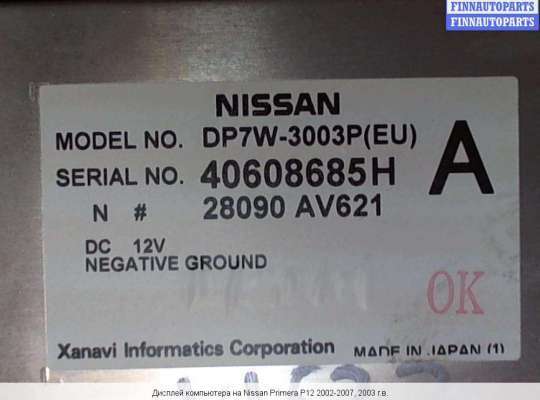 FINNAUTOPARTS
FINNAUTOPARTS
NISSAN
MODEL NO. DP7W-3003P(EU)
SERIAL NO. 40608685H
A
N # 28090 AV621
DC 12V
NEGATIVE GROUND
OK
Xanavi Informatics Corporation
MADE IN JAPAN (1)
Дисплей компьютера на Nissan Primera P12 2002-2007, 2003 г.в.